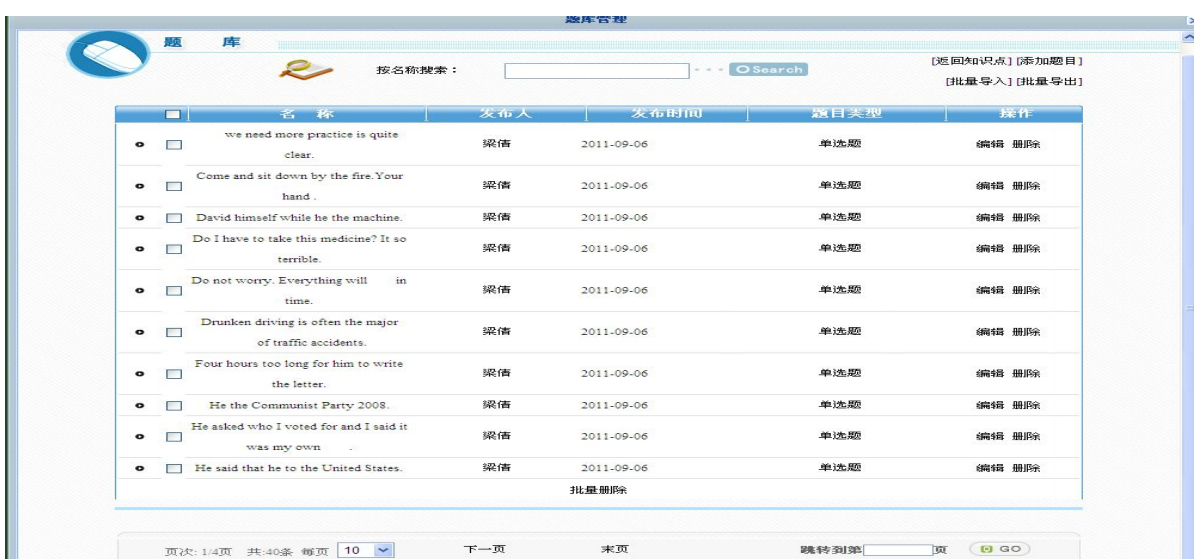 题库管理
题 库
按名称搜索： Search [返回知识点] [添加题目]
[批量导入] [批量导出]
名 称 发布人 发布时间 题目类型 操作
we need more practice is quite
clear.
梁倩 2011-09-06 单选题 编辑 删除
Come and sit down by the fire.Your
hand .
梁倩 2011-09-06 单选题 编辑 删除
David himself while he the machine. 梁倩 2011-09-06 单选题 编辑 删除
Do I have to take this medicine? It so
terrible.
梁倩 2011-09-06 单选题 编辑 删除
Do not worry. Everything will in
time.
梁倩 2011-09-06 单选题 编辑 删除
Drunken driving is often the major
of traffic accidents.
梁倩 2011-09-06 单选题 编辑 删除
Four hours too long for him to write
the letter.
梁倩 2011-09-06 单选题 编辑 删除
He the Communist Party 2008. 梁倩 2011-09-06 单选题 编辑 删除
He asked who I voted for and I said it
was my own .
梁倩 2011-09-06 单选题 编辑 删除
He said that he to the United States. 梁倩 2011-09-06 单选题 编辑 删除
批量删除
页次: 1/4页 共:40条 每页 10 下一页 末页 跳转到第 页 GO